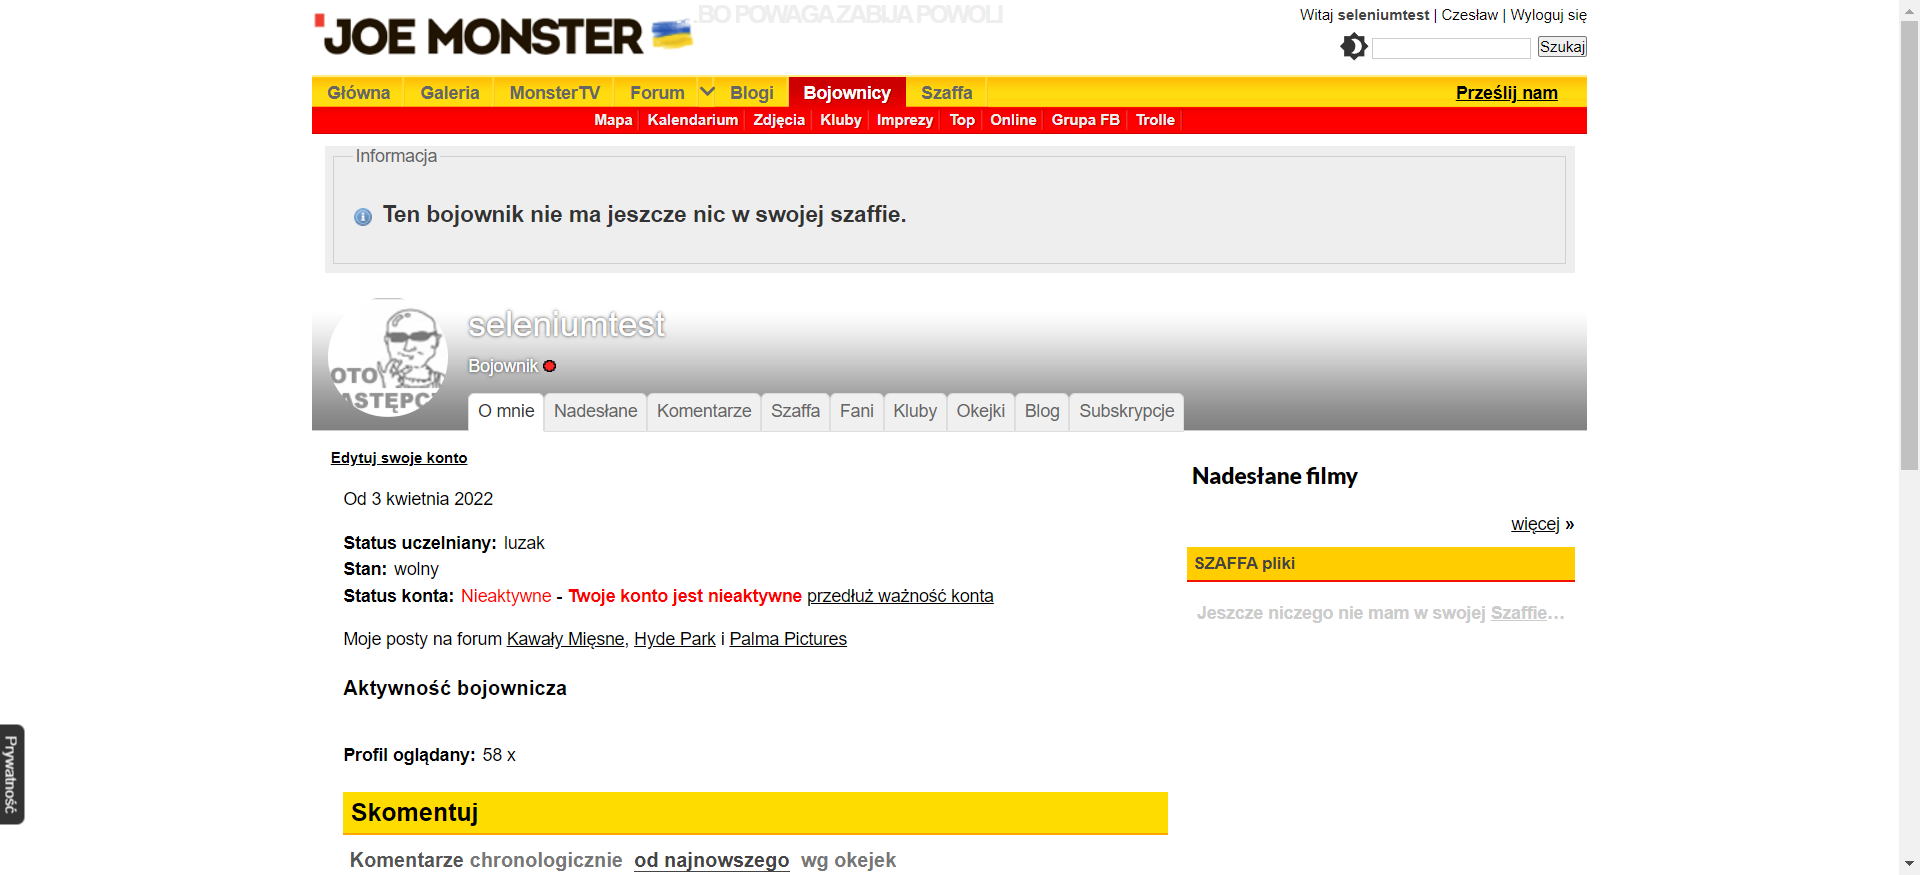 JOE MONSTER
BO POWAGA ZABIJA POWOLI
Witaj seleniumtest | Czesław | Wyloguj się
Szukaj
Główna Galeria MonsterTV Forum Blogi Bojownicy Szaffa Prześlij nam
Mapa Kalendarium Zdjęcia Kluby Imprezy Top Online Grupa FB Trolle
Informacja
Ten bojownik nie ma jeszcze nic w swojej szaffie.
OTO
ASTĘPC
seleniumtest
Bojownik
O mnie Nadesłane Komentarze Szaffa Fani Kluby Okejki Blog Subskrypcje
Edytuj swoje konto
Od 3 kwietnia 2022
Status uczelniany: luzak
Stan: wolny
Status konta: Nieaktywne - Twoje konto jest nieaktywne przedłuż ważność konta
Moje posty na forum Kawały Mięsne, Hyde Park i Palma Pictures
Aktywność bojownicza
Profil oglądany: 58 x
Skomentuj
Komentarze chronologicznie od najnowszego wg okejek
Nadesłane filmy
więcej »
SZAFFA pliki
Jeszcze niczego nie mam w swojej Szaffie...
Prywatność